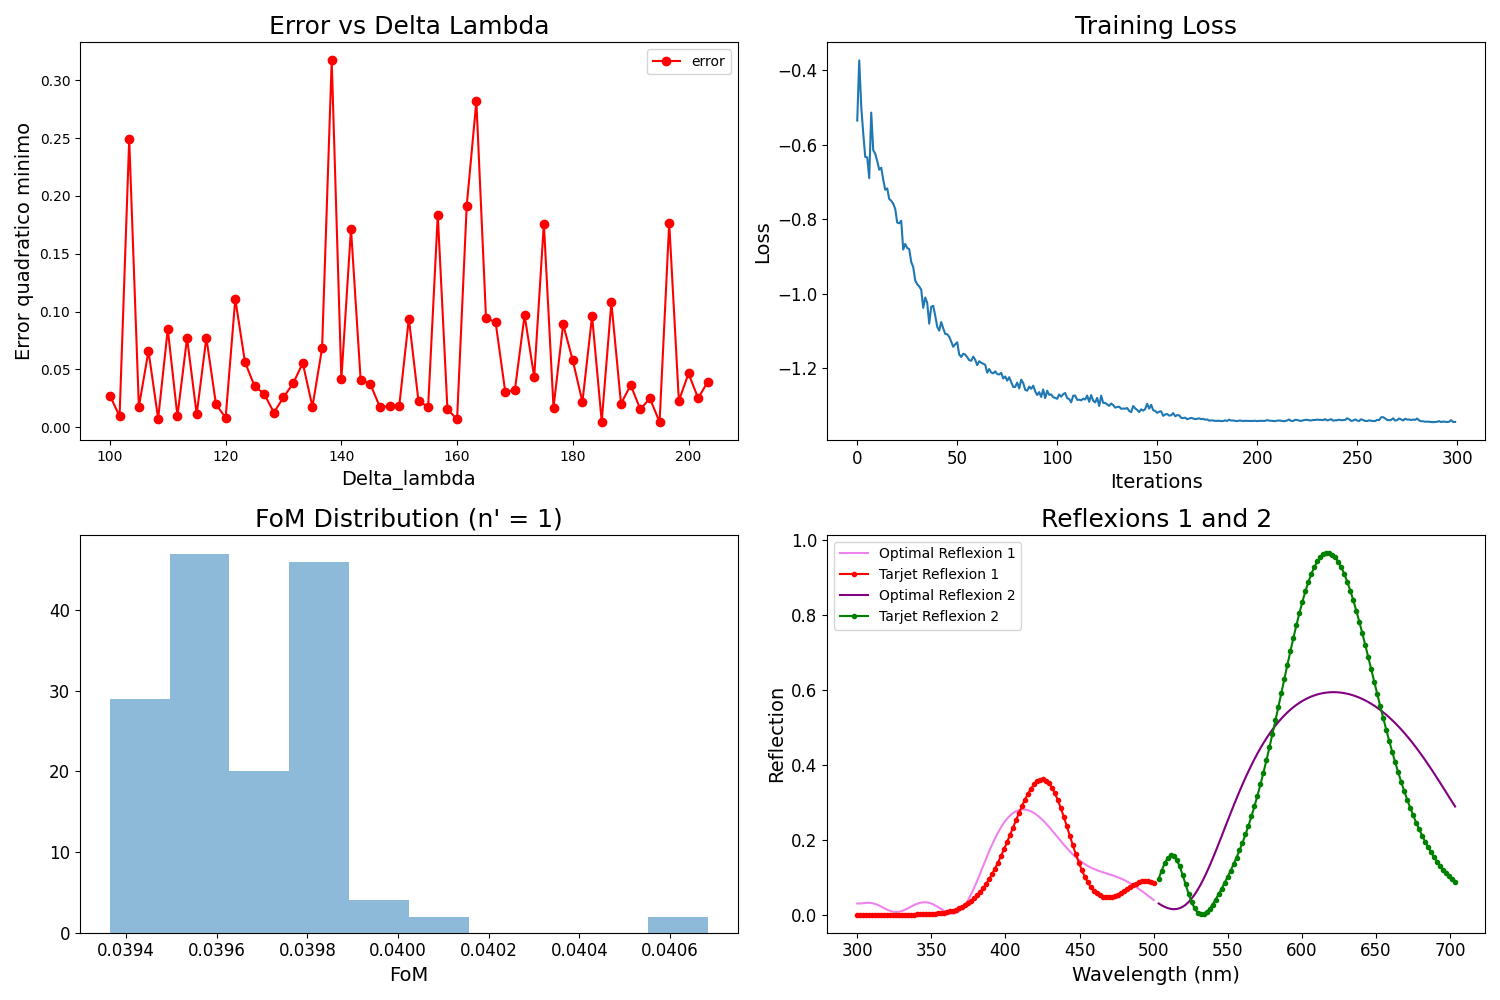 Error vs Delta Lambda
error
Error quadratico minimo
0.30
0.25
0.20
0.15
0.10
0.05
0.00
100 120 140 160 180 200
Delta_lambda
Training Loss
Loss
−0.4
−0.6
−0.8
−1.0
−1.2
0 50 100 150 200 250 300
Iterations
FoM Distribution (n' = 1)
40
30
20
10
0
0.0394 0.0396 0.0398 0.0400 0.0402 0.0404 0.0406
FoM
Reflexions 1 and 2
Optimal Reflexion 1
Tarjet Reflexion 1
Optimal Reflexion 2
Tarjet Reflexion 2
Reflection
1.0
0.8
0.6
0.4
0.2
0.0
300 350 400 450 500 550 600 650 700
Wavelength (nm)